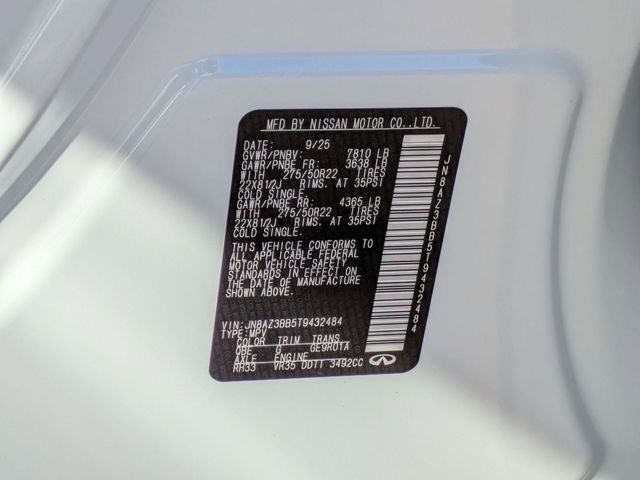 MFD BY NISSAN MOTOR CO.,LTD.
DATE: 9/25
GVWR/PNBV: 7810 LB
GAWR/PNBE FR: 3638 LB
WITH 275/50R22 TIRES
22X81/2J RIMS. AT 35PSI
COLD SINGLE.
GAWR/PNBE RR: 4365 LB
WITH 275/50R22 TIRES
22X81/2J RIMS. AT 35PSI
COLD SINGLE.
THIS VEHICLE CONFORMS TO
ALL APPLICABLE FEDERAL
MOTOR VEHICLE SAFETY
STANDARDS IN EFFECT ON
THE DATE OF MANUFACTURE
SHOWN ABOVE.
VIN: JN8AZ3BB5T9432484
TYPE: MPV
COLOR TRIM TRANS
QBE G GE9R01A
AXLE ENGINE
RH33 VR35 DDTT 3492CC
JN8AZ3BB5T9432484